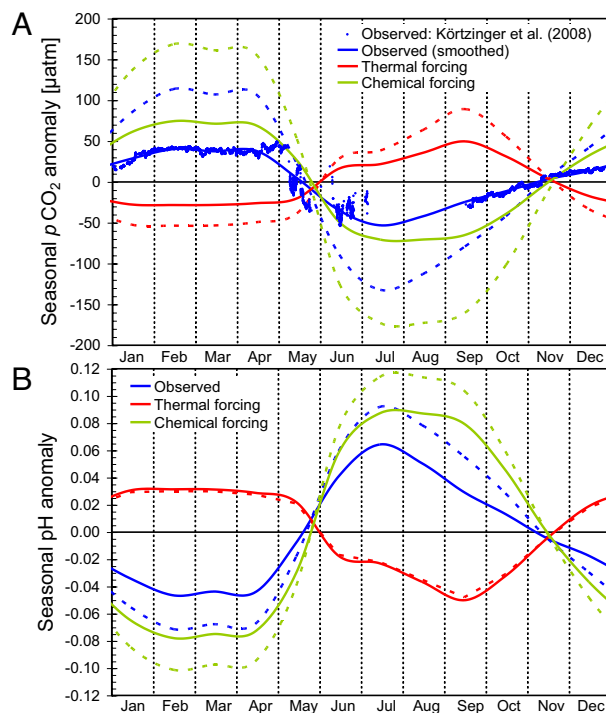 A
Seasonal pCO2 anomaly [µatm]
200
150
100
50
0
-50
-100
-150
-200
Observed: Körtzinger et al. (2008)
Observed (smoothed)
Thermal forcing
Chemical forcing
Jan Feb Mar Apr May Jun Jul Aug Sep Oct Nov Dec
B
Seasonal pH anomaly
0.12
0.10
0.08
0.06
0.04
0.02
0.00
-0.02
-0.04
-0.06
-0.08
-0.10
-0.12
Observed
Thermal forcing
Chemical forcing
Jan Feb Mar Apr May Jun Jul Aug Sep Oct Nov Dec